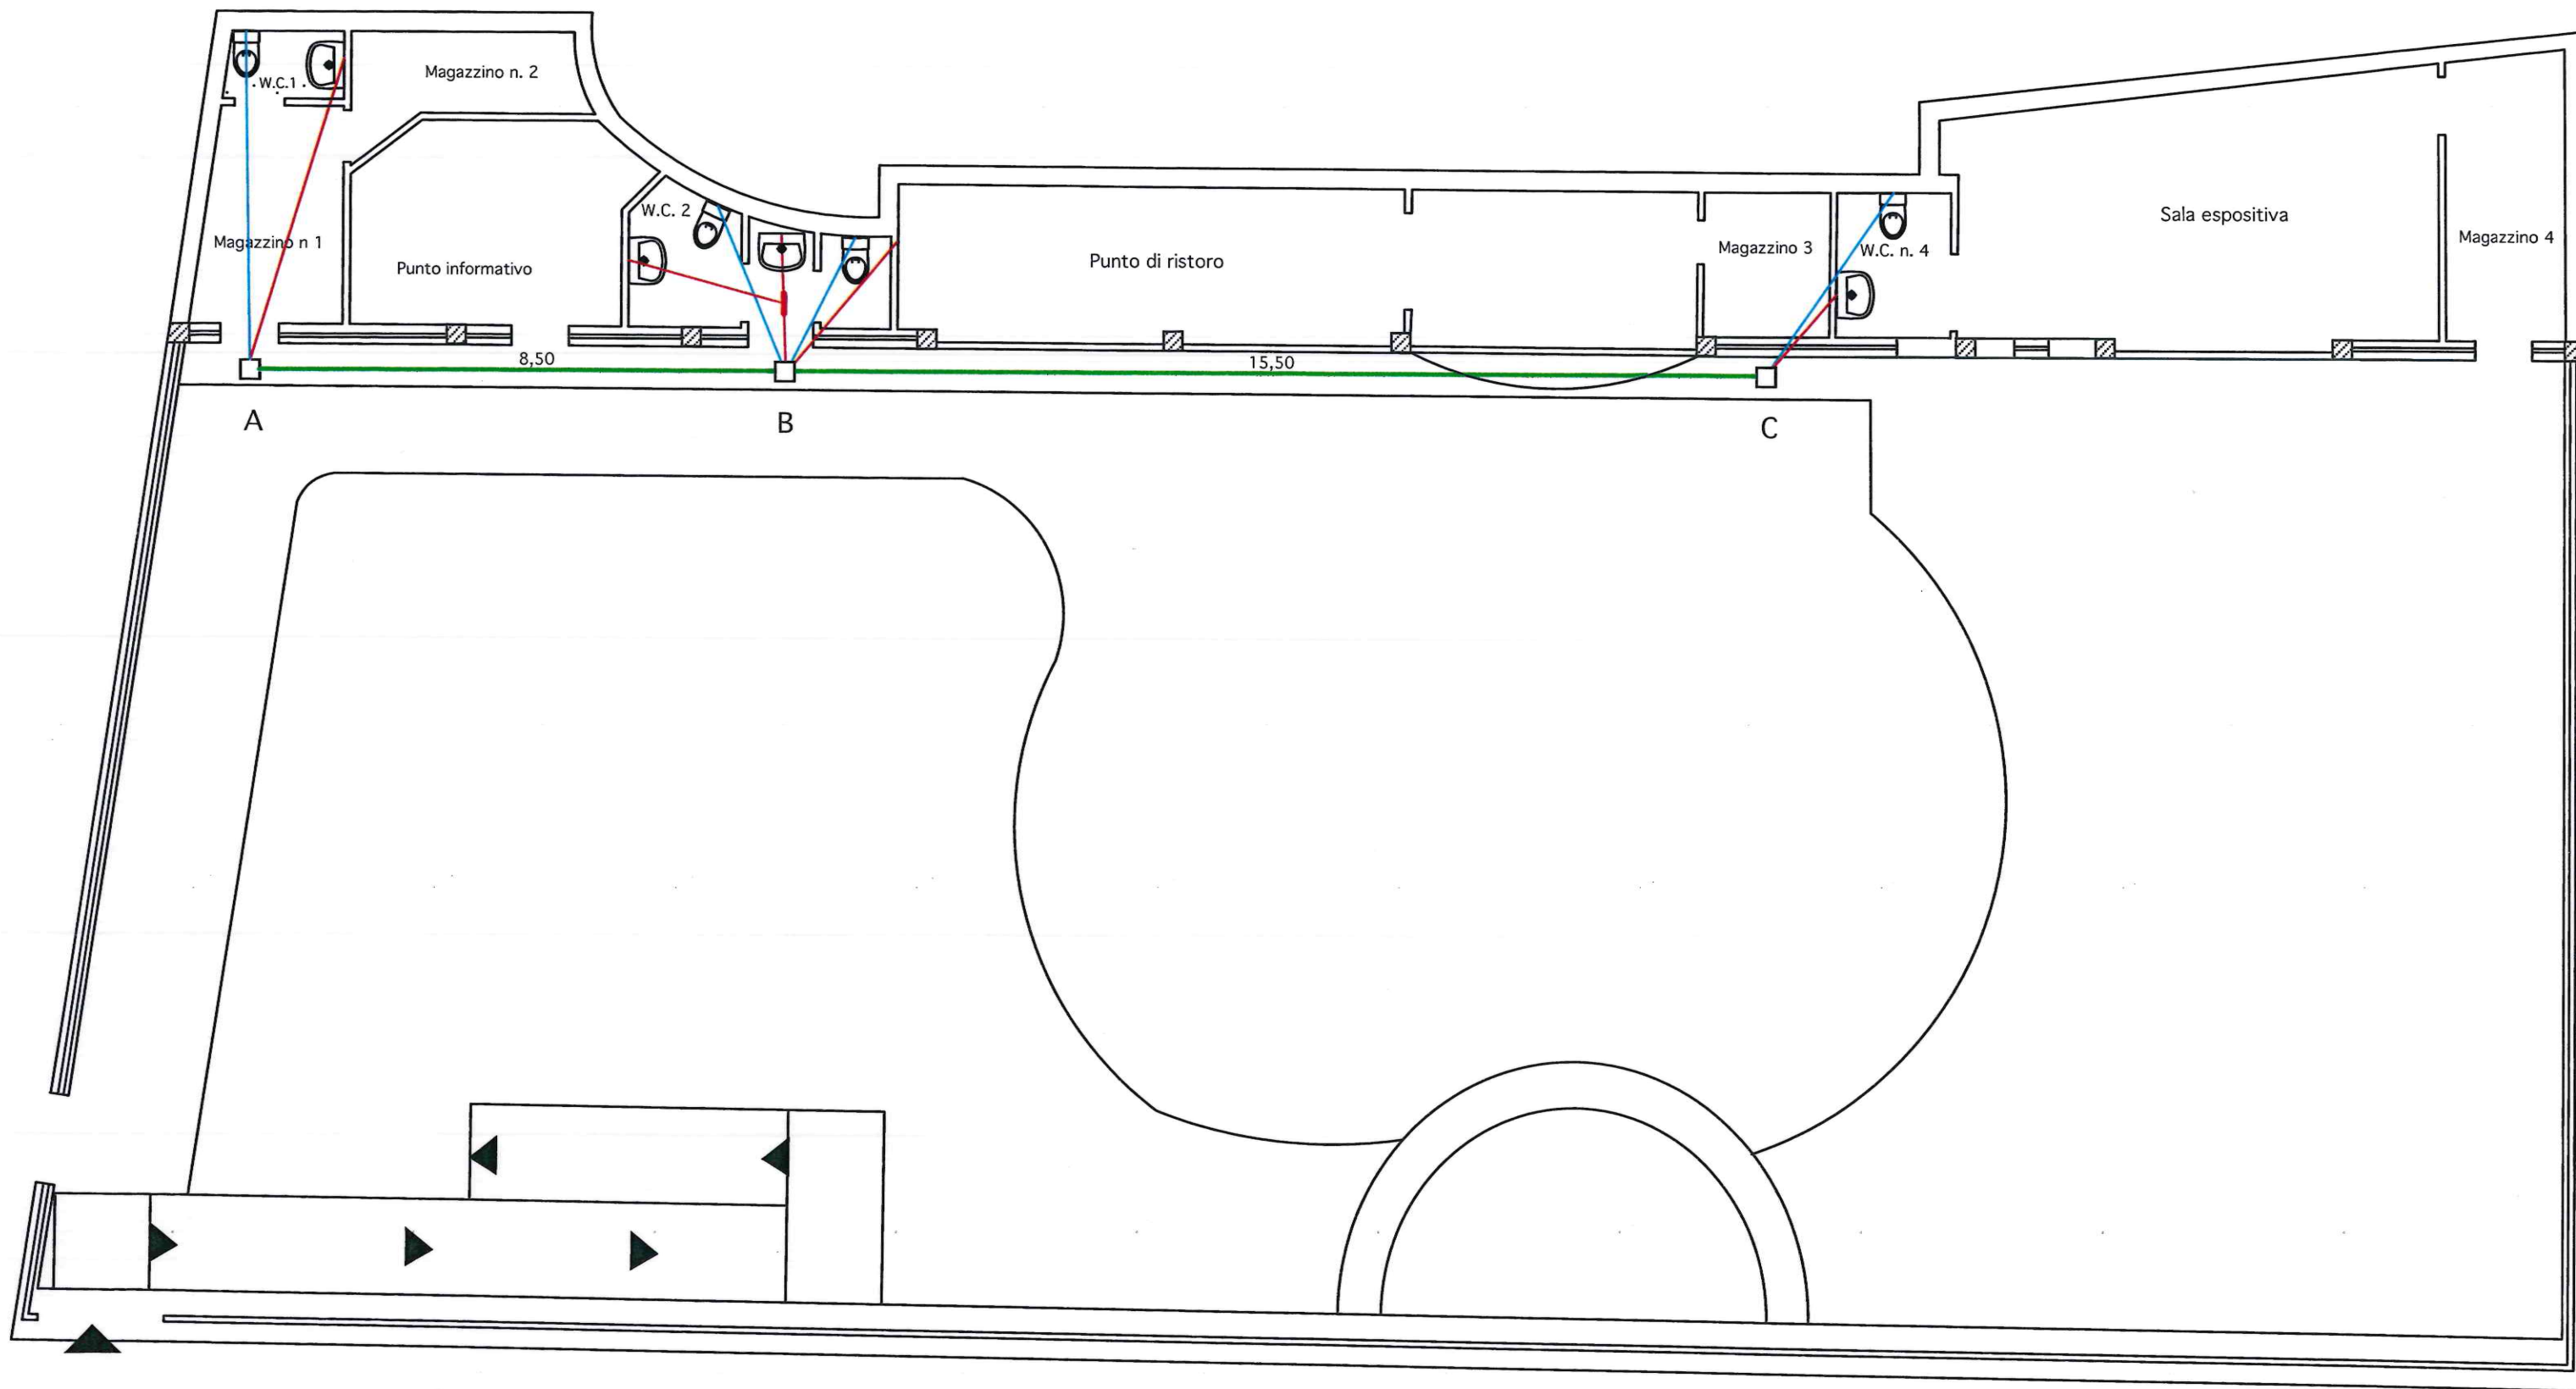 W.C.1
Magazzino n. 2
Magazzino n 1
Punto informativo
W.C. 2
Punto di ristoro
Magazzino 3
W.C. n. 4
Sala espositiva
Magazzino 4
8,50
15,50
A
B
C